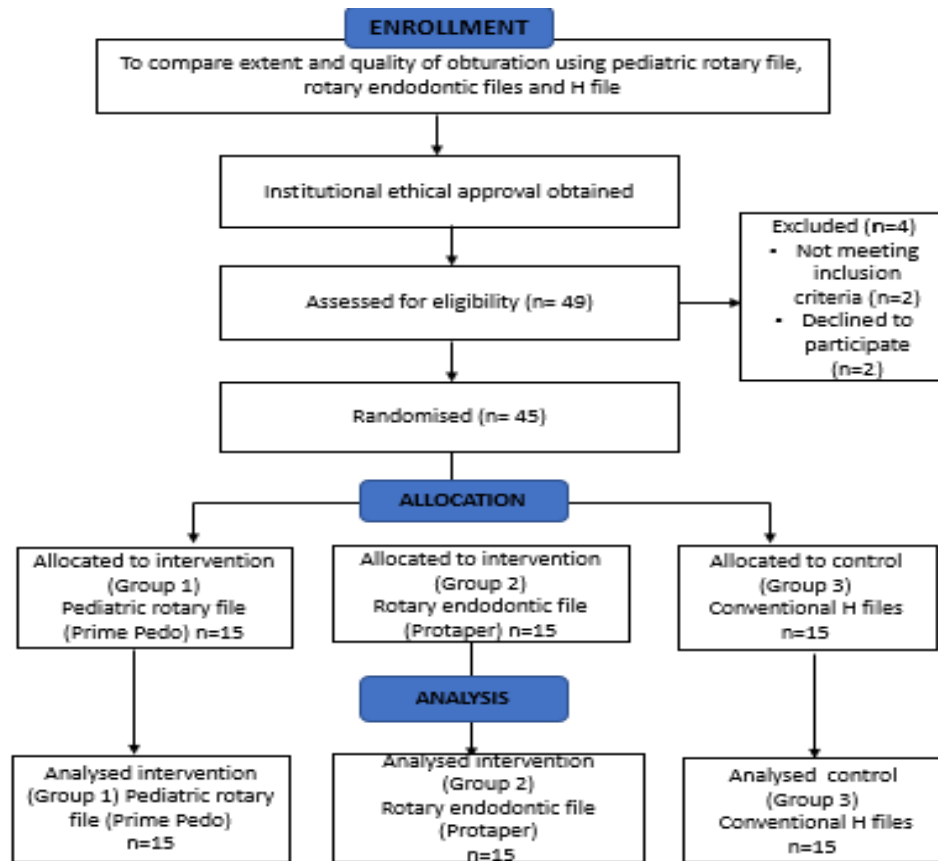 ENROLLMENT
To compare extent and quality of obturation using pediatric rotary file,
rotary endodontic files and H file
Institutional ethical approval obtained
Assessed for eligibility (n= 49)
Excluded (n=4)
• Not meeting
inclusion
criteria (n=2)
• Declined to
participate
(n=2)
Randomised (n= 45)
ALLOCATION
Allocated to intervention
(Group 1)
Pediatric rotary file
(Prime Pedo) n=15
Allocated to intervention
(Group 2)
Rotary endodontic file
(Protaper) n=15
Allocated to control
(Group 3)
Conventional H files
n=15
ANALYSIS
Analysed intervention
(Group 1) Pediatric rotary
file (Prime Pedo)
n=15
Analysed intervention
(Group 2)
Rotary endodontic file
(Protaper)
n=15
Analysed control
(Group 3)
Conventional H files
n=15